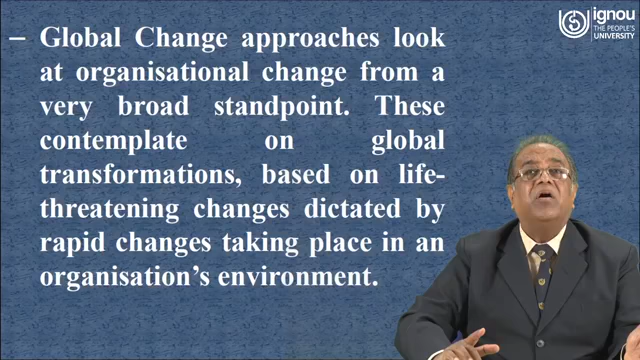 ignou
THE PEOPLE'S
UNIVERSITY
– Global Change approaches look
at organisational change from a
very broad standpoint. These
contemplate on global
transformations, based on life-
threatening changes dictated by
rapid changes taking place in an
organisation's environment.